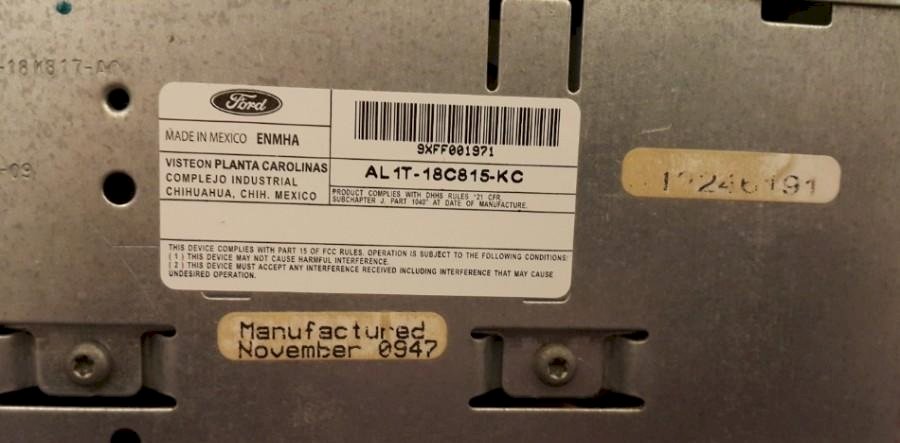 -18K817-AC
Ford
MADE IN MEXICO ENMHA
VISTEON PLANTA CAROLINAS
COMPLEJO INDUSTRIAL
CHIHUAHUA, CHIH. MEXICO
9XFF001971
AL1T-18C815-KC
PRODUCT COMPLIES WITH DHHS RULES "21 CFR,
SUBCHAPTER J, PART 1040" AT DATE OF MANUFACTURE.
THIS DEVICE COMPLIES WITH PART 15 OF FCC RULES. OPERATION IS SUBJECT TO THE FOLLOWING CONDITIONS:
(1) THIS DEVICE MAY NOT CAUSE HARMFUL INTERFERENCE.
(2) THIS DEVICE MUST ACCEPT ANY INTERFERENCE RECEIVED INCLUDING INTERFERENCE THAT MAY CAUSE
UNDESIRED OPERATION.
-09
Manufactured
November 0947